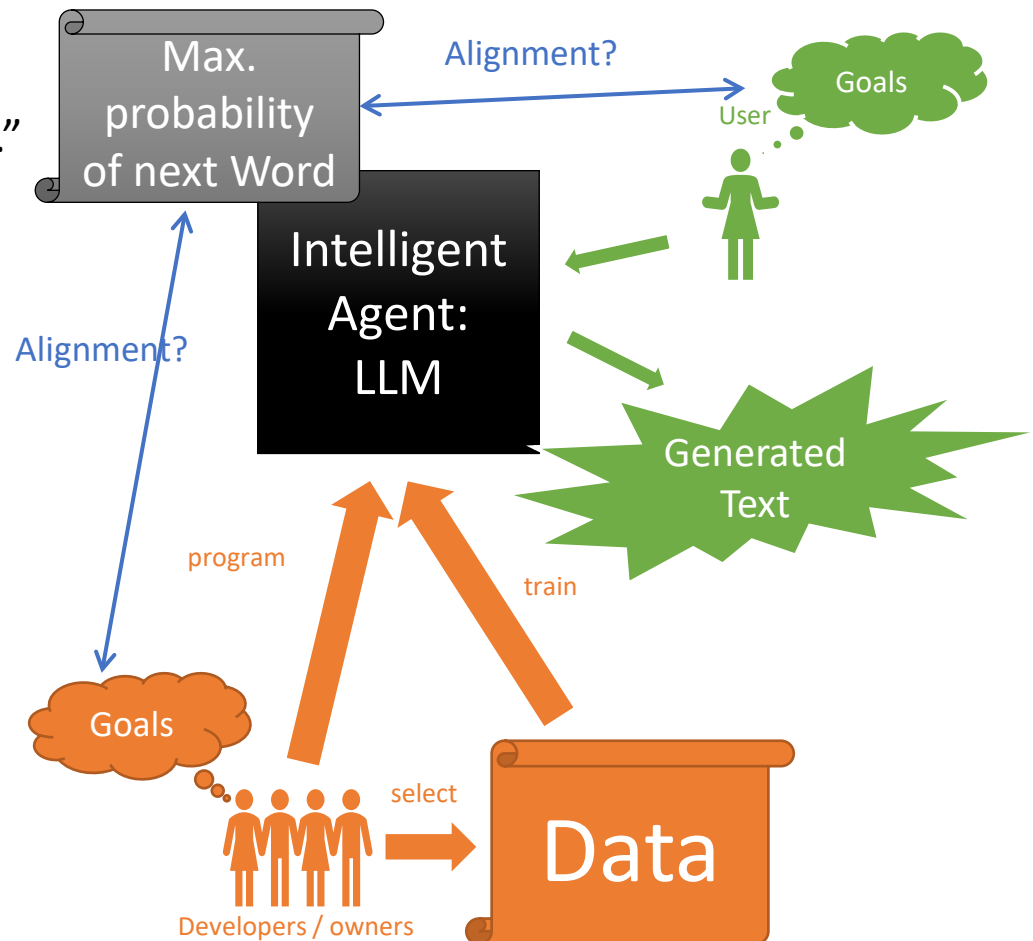 Max.
probability
of next Word
Alignment?
Goals
User
.”
Intelligent
Agent:
LLM
Alignment?
Generated
Text
program
train
Goals
select
Data
Developers / owners